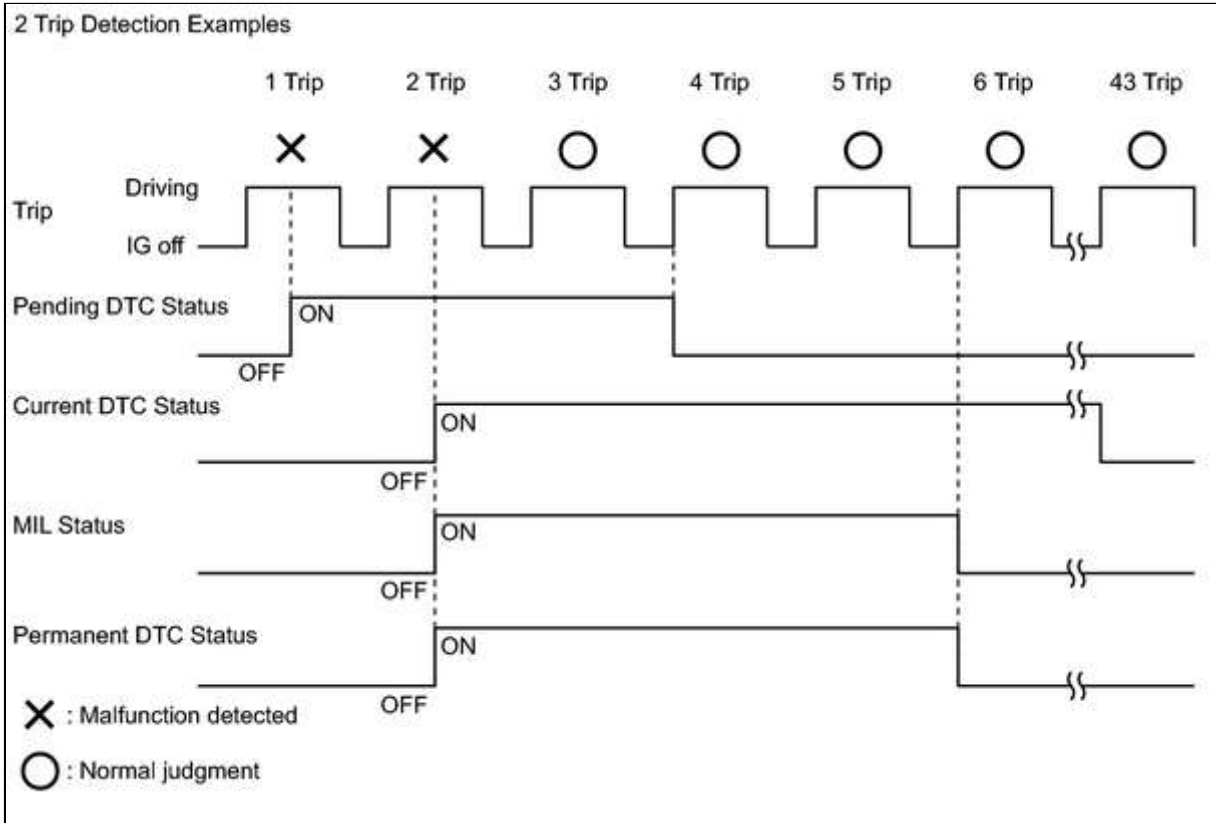 2 Trip Detection Examples
1 Trip 2 Trip 3 Trip 4 Trip 5 Trip 6 Trip 43 Trip
Driving
Trip
IG off
Pending DTC Status
ON
OFF
Current DTC Status
ON
OFF
MIL Status
ON
OFF
Permanent DTC Status
ON
OFF
: Malfunction detected
: Normal judgment